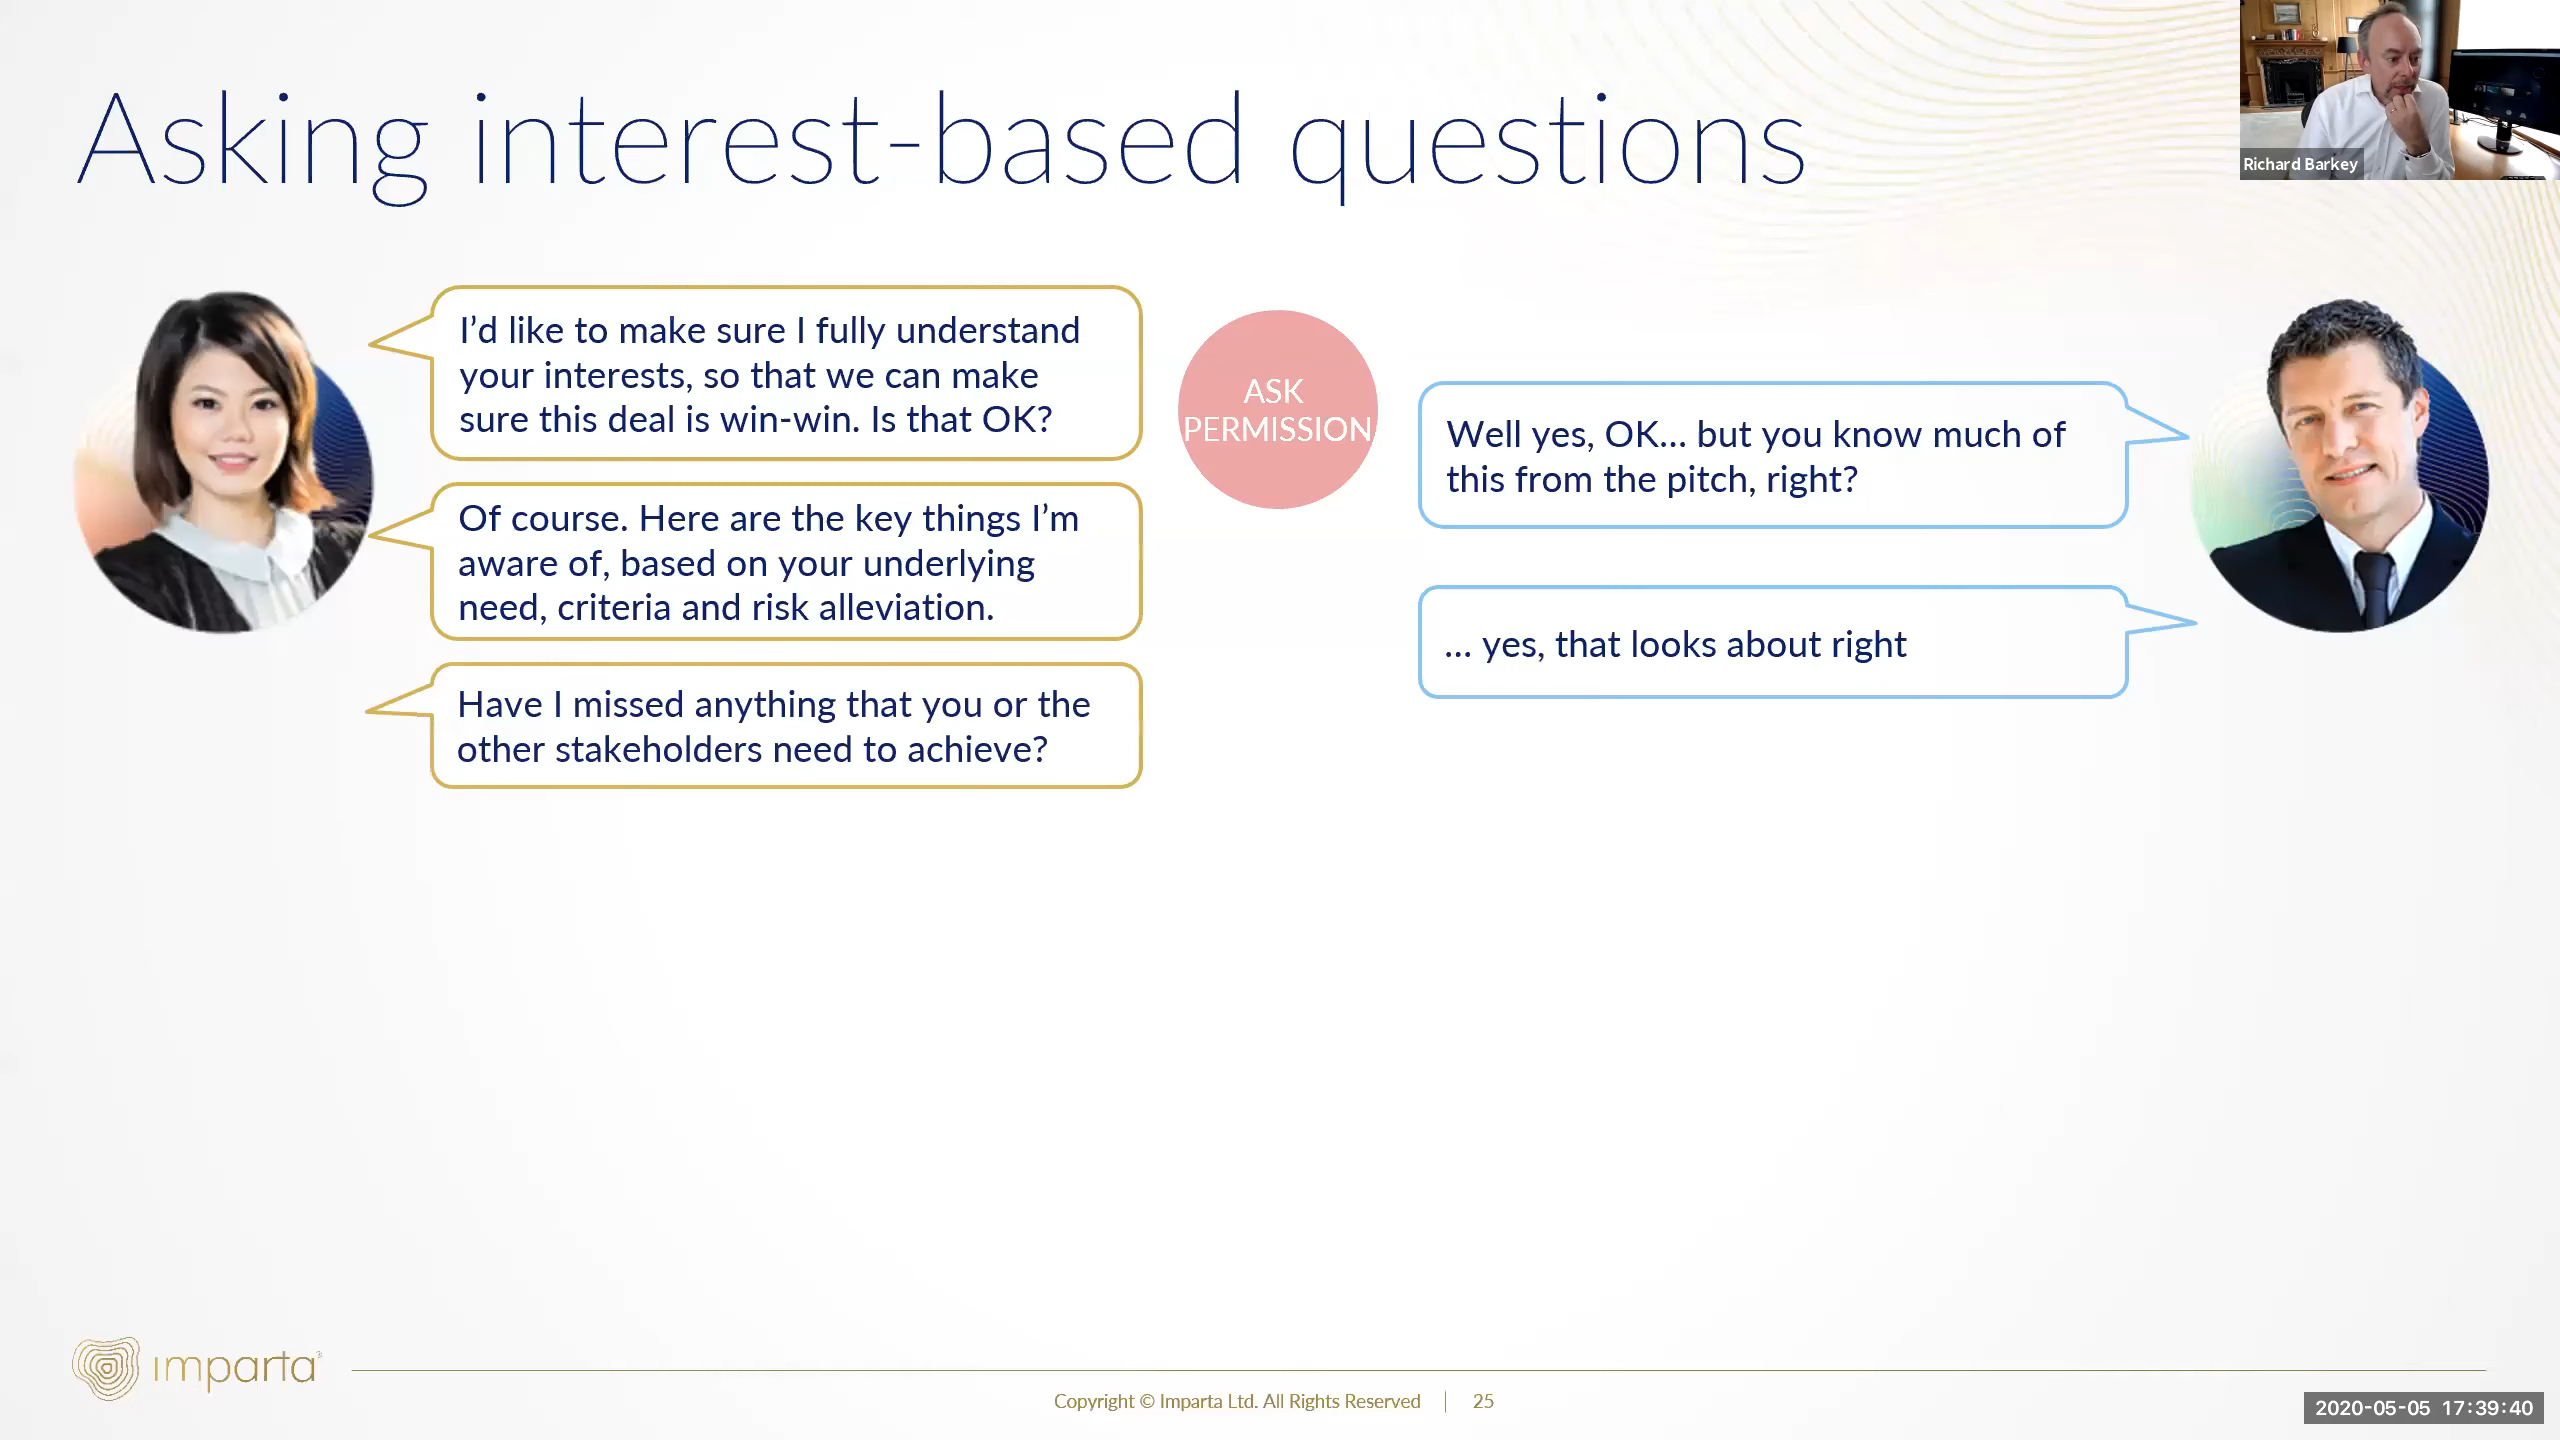 Asking interest-based questions
Richard Barkey
I’d like to make sure I fully understand
your interests, so that we can make
sure this deal is win-win. Is that OK?
ASK
PERMISSION
Well yes, OK... but you know much of
this from the pitch, right?
Of course. Here are the key things I’m
aware of, based on your underlying
need, criteria and risk alleviation.
... yes, that looks about right
Have I missed anything that you or the
other stakeholders need to achieve?
imparta®
Copyright © Imparta Ltd. All Rights Reserved | 25
2020-05-05 17:39:40